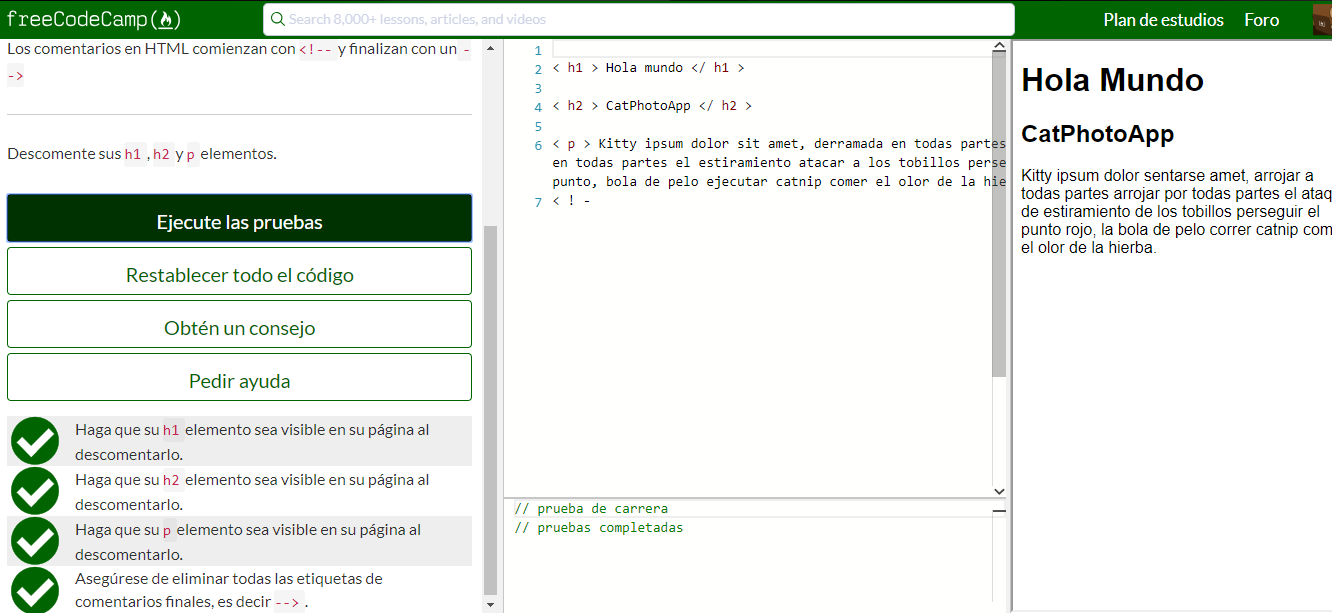 freeCodeCamp
Search 8,000+ lessons, articles, and videos
Plan de estudios Foro
Los comentarios en HTML comienzan con <!-- y finalizan con un -
->
Descomente sus h1 , h2 y p elementos.
Ejecute las pruebas
Restablecer todo el código
Obtén un consejo
Pedir ayuda
Haga que su h1 elemento sea visible en su página al
descomentarlo.
Haga que su h2 elemento sea visible en su página al
descomentarlo.
Haga que su p elemento sea visible en su página al
descomentarlo.
Asegúrese de eliminar todas las etiquetas de
comentarios finales, es decir --> .
1
2 < h1 > Hola mundo </ h1 >
3
4 < h2 > CatPhotoApp </ h2 >
5
6 < p > Kitty ipsum dolor sit amet, derramada en todas partes
en todas partes el estiramiento atacar a los tobillos perse
punto, bola de pelo ejecutar catnip comer el olor de la hie
7 < ! -
// prueba de carrera
// pruebas completadas
Hola Mundo
CatPhotoApp
Kitty ipsum dolor sentarse amet, arrojar a
todas partes arrojar por todas partes el ataq
de estiramiento de los tobillos perseguir el
punto rojo, la bola de pelo correr catnip com
el olor de la hierba.